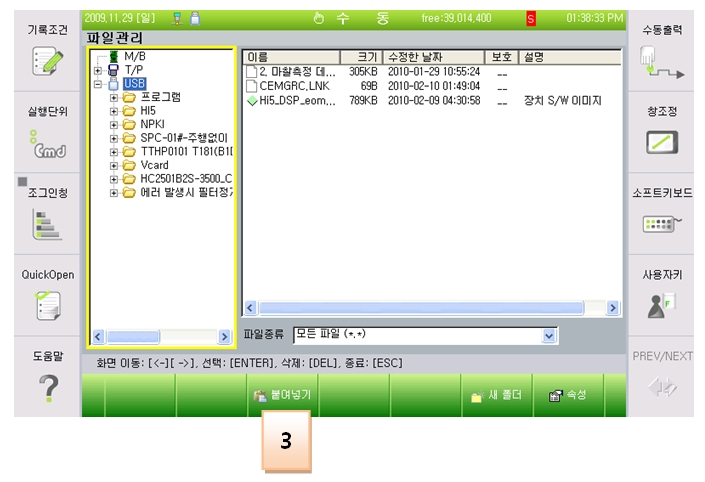 2009.11.29 [일]
수 동
free:39,014,400
S
01:38:33 PM
파일관리
기록조건
실행단위
Cmd
조그인칭
QuickOpen
도움말
M/B
T/P
USB
프로그램
HI5
NPKI
SPC-01#-주행없이
TTHP0101 T181(B1
Vcard
HC2501B2S-3500_C
에러 발생시 필터정
이름 크기 수정한 날짜 보호 설명
2. 마찰측정 데... 305KB 2010-01-29 10:55:24 --
CEMGRC.LNK 69B 2010-02-10 01:49:04 --
Hi5_DSP_eom... 789KB 2010-02-09 04:30:58 -- 장치 S/W 이미지
파일종류 모든 파일 (*.*)
화면 이동: [<-][ ->], 선택: [ENTER], 삭제: [DEL], 종료: [ESC]
붙여넣기
새 폴더
속성
수동출력
창조정
소프트키보드
사용자키
F
PREV/NEXT
3